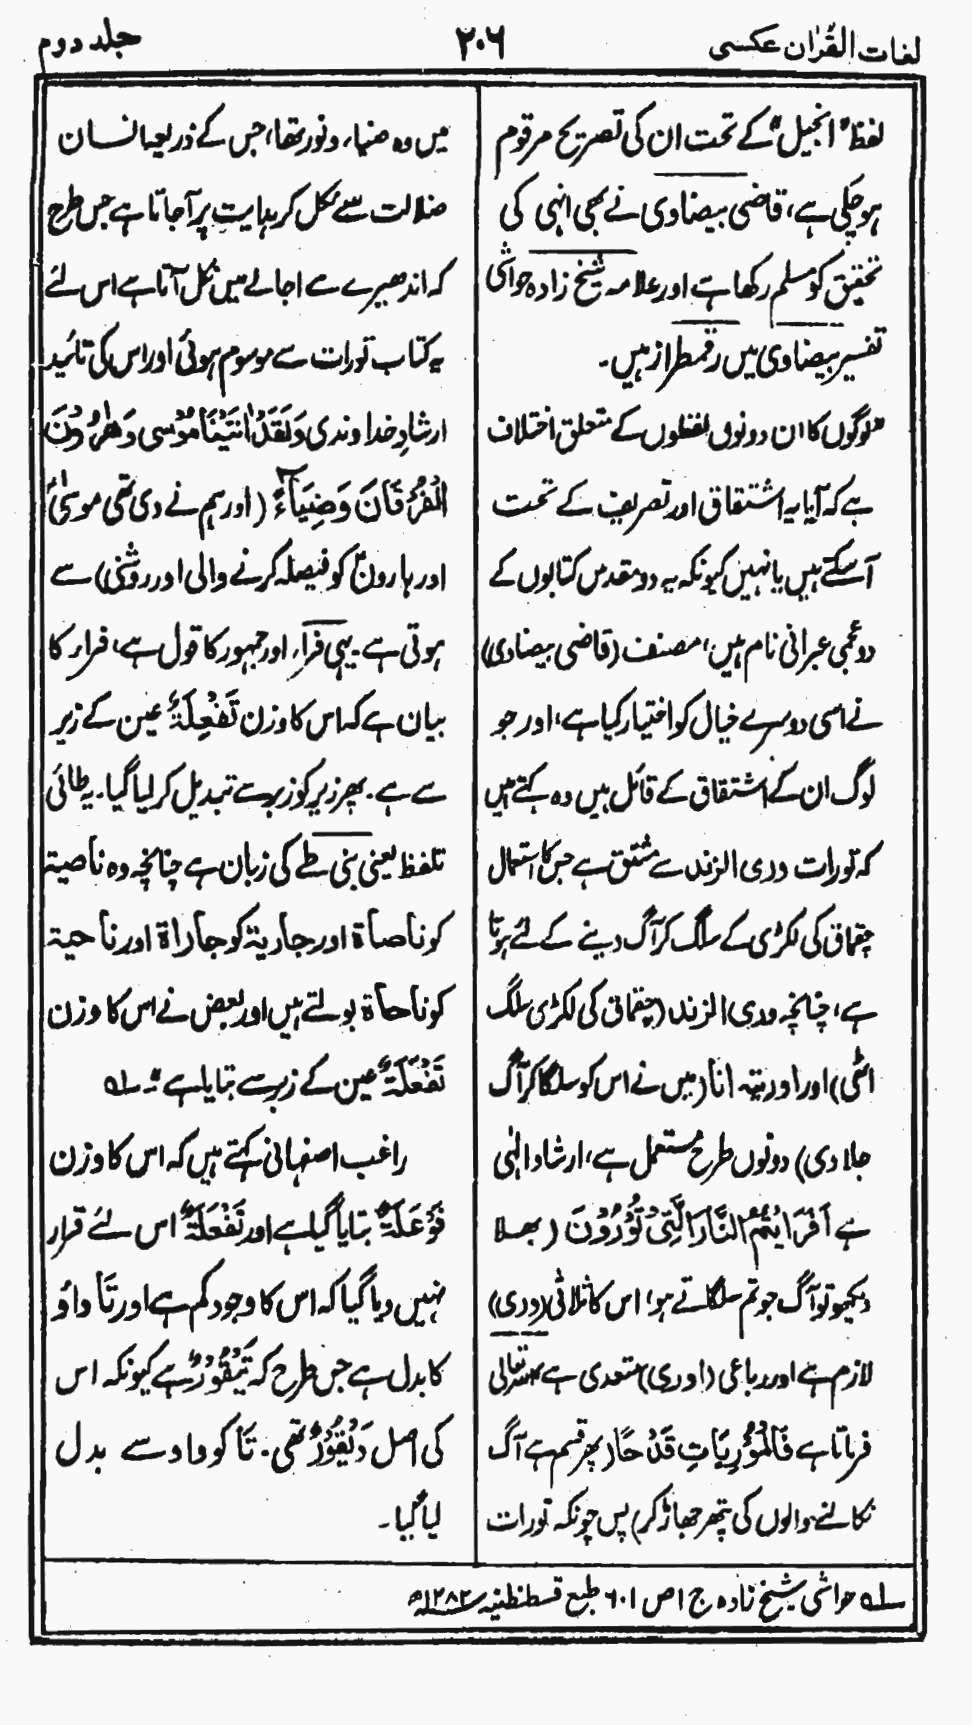 لغات القرٰان عکسی
۲۰۶
جلد دوم
لفظ "انجیل" کے تحت ان کی تصریح مرقوم
ہوچکی ہے، قاضی بیضاوی نے بھی انہی کی
تحقیق کو مسلم رکھا ہے اور علامہ شیخ زادہ حواشی
تفسیر بیضاوی میں رقمطراز ہیں۔
"لوگوں کا ان دونوں لفظوں کے متعلق اختلاف
ہے کہ آیا یہ اشتقاق اور تصریف کے تحت
آسکتے ہیں یا نہیں کیونکہ یہ دو مقدس کتابوں کے
دو عجمی عبرانی نام ہیں، مصنف (قاضی بیضاوی)
نے اسی دوسرے خیال کو اختیار کیا ہے، اور جو
لوگ ان کے اشتقاق کے قائل ہیں وہ کہتے ہیں
کہ تورات وری الزند سے مشتق ہے جس کا استعمال
چقماق کی لکڑی کے سلگ کر آگ دینے کے لئے ہوتا
ہے، چنانچہ وری الزند (چقماق کی لکڑی سلگ
اٹھی) اور اوریتہ انا (میں نے اس کو سلگا کر آگ
جلا دی) دونوں طرح مستعمل ہے، ارشاد الٰہی
ہے اَفَرَاَیْتُمُ النَّارَ الَّتِیْ تُوْرُوْنَ (بھلا
دیکھو تو آگ جو تم سلگاتے ہو، اس کا ثلاثی (وری)
لازم ہے اور رباعی (اوری) متعدی ہے اللہ تعالی
فرماتا ہے فَالْمُوْرِیَاتِ قَدْحًا (پھر قسم ہے آگ
نکالنے والوں کی پتھر جھاڑ کر) پس چونکہ تورات
میں وہ ضیاء و نور تھا، جس کے ذریعہ انسان
ضلالت سے نکل کر ہدایت پر آجاتا ہے جس طرح
کہ اندھیرے سے اجالے میں نکل آتا ہے اس لئے
یہ کتاب تورات سے موسوم ہوئی اور اس کی تائید
ارشادِ خداوندی وَلَقَدْ اٰتَیْنَا مُوْسٰی وَھٰرُوْنَ
الْفُرْقَانَ وَضِیَآءً (اور ہم نے دی تھی موسیٰؑ
اور ہارونؑ کو فیصلہ کرنے والی اور روشنی) سے
ہوتی ہے۔ یہی فراء، اور جمہور کا قول ہے، فراء کا
بیان ہے کہ اس کا وزن تَفْعِلَۃٌ عین کے زیر
سے ہے۔ پھر زیر کو زبر سے تبدیل کر لیا گیا۔ یہ طائی
تلفظ یعنی بنی طے کی زبان ہے چنانچہ وہ ناصیۃ
کو ناصاۃ اور جاریۃ کو جاراۃ اور ناحیۃ
کو ناحاۃ بولتے ہیں اور بعض نے اس کا وزن
تَفْعَلَۃٌ عین کے زبر سے بتایا ہے"۔ ؎۱
راغب اصفہانی کہتے ہیں کہ اس کا وزن
فَوْعَلَۃٌ بتایا گیا ہے اور تَفْعَلَۃٌ اس لئے قرار
نہیں دیا گیا کہ اس کا وجود کم ہے اور تَا واوٗ
کا بدل ہے جس طرح کہ تَیْقُوْرٌ ہے کیونکہ اس
کی اصل وَیْقُوْرٌ تھی۔ تَا کو واو سے بدل
لیا گیا۔
؎۱ حواشی شیخ زادہ ج ۱ ص ۶۰۱ طبع قسطنطنیہ ۱۲۸۲ھ